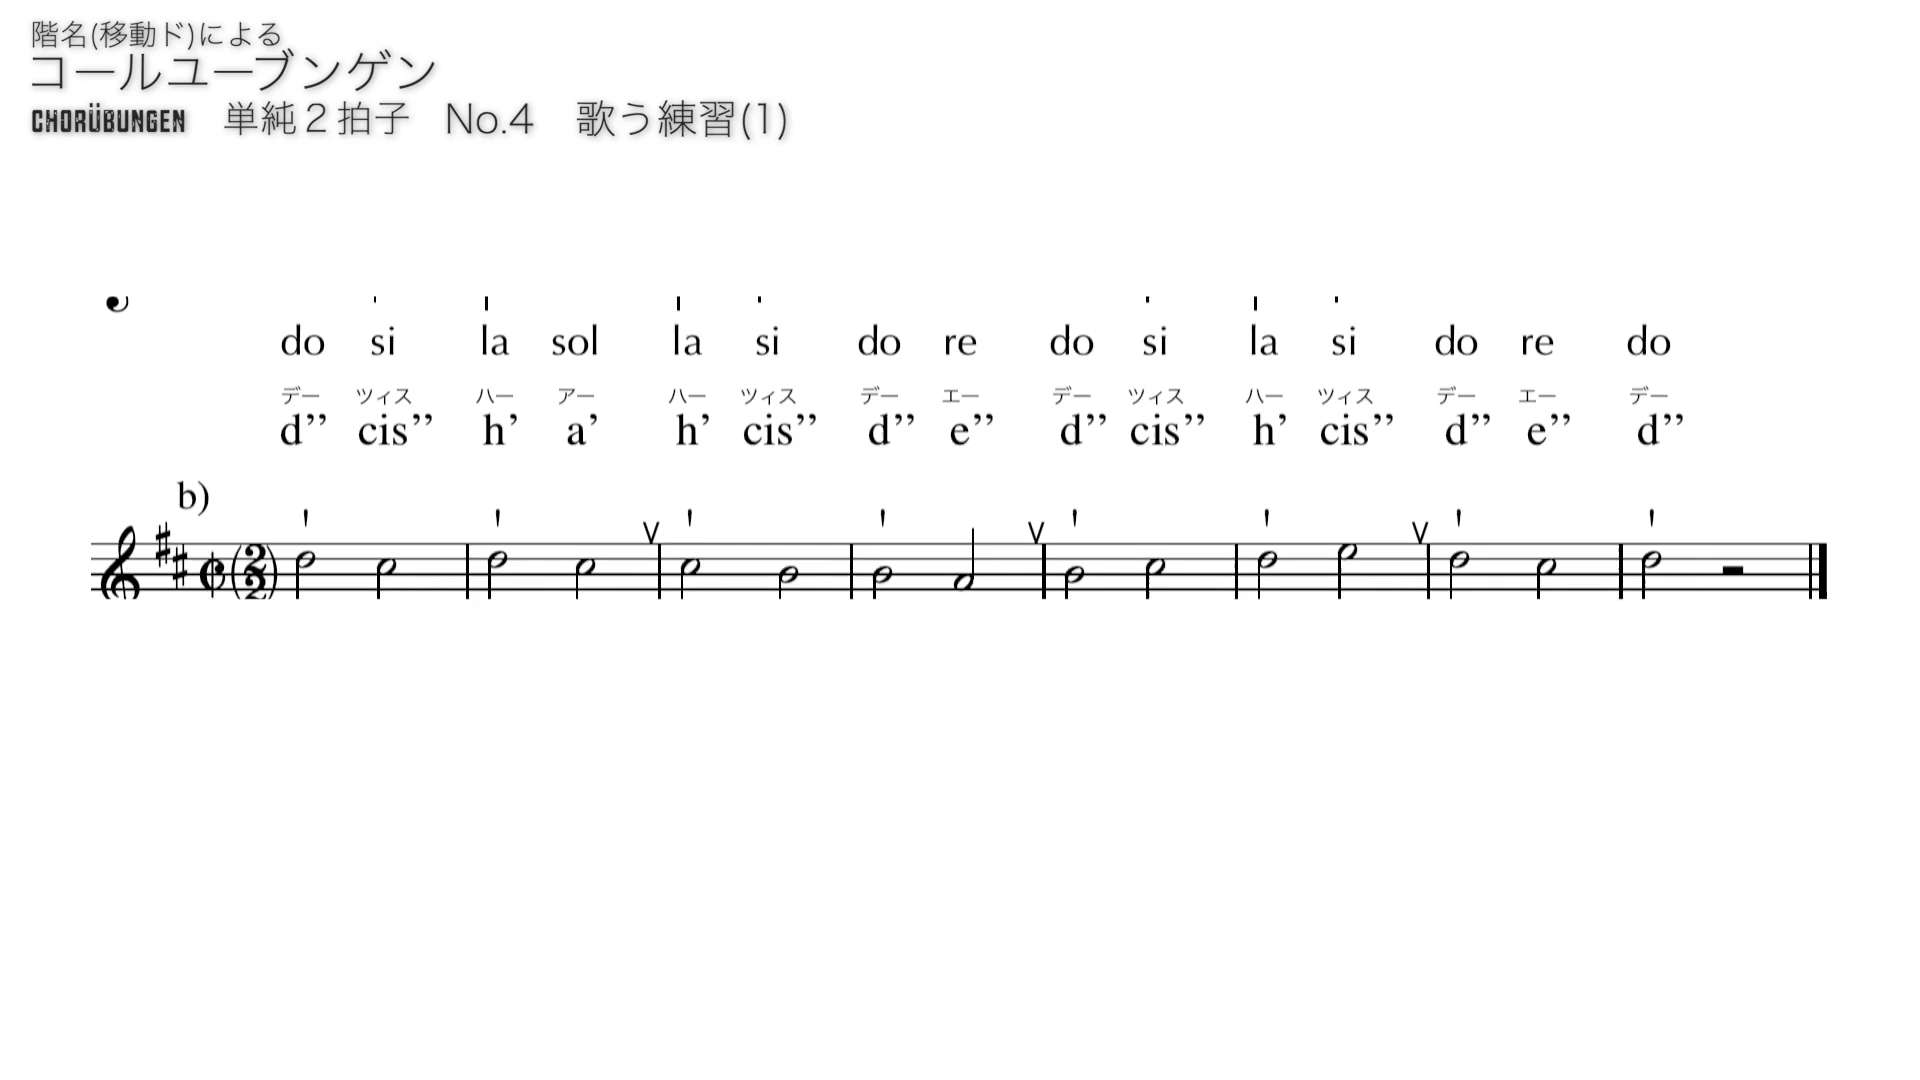 階名(移動ド)による
コールユーブンゲン
CHORÜBUNGEN 単純２拍子 No.4 歌う練習(1)
do si la sol la si do re do si la si do re do
デー ツィス ハー アー ハー ツィス デー エー デー ツィス ハー ツィス デー エー デー
d’’ cis’’ h’ a’ h’ cis’’ d’’ e’’ d’’ cis’’ h’ cis’’ d’’ e’’ d’’
b)